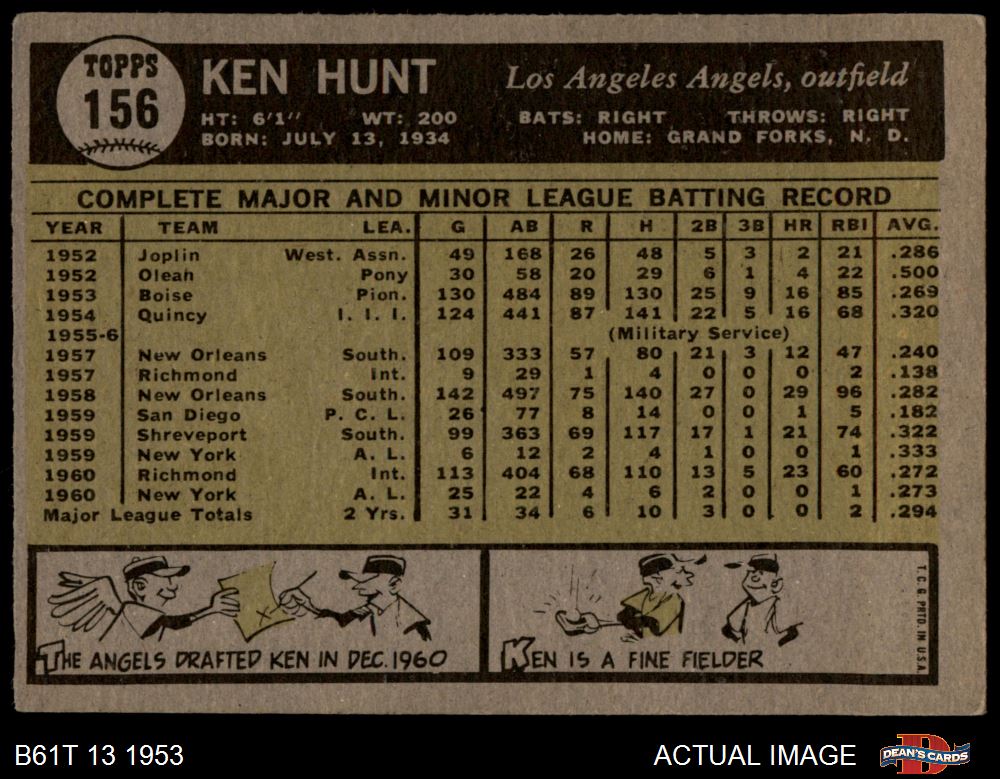 TOPPS
156
KEN HUNT
Los Angeles Angels, outfield
HT: 6'1" WT: 200 BATS: RIGHT THROWS: RIGHT
BORN: JULY 13, 1934 HOME: GRAND FORKS, N. D.
COMPLETE MAJOR AND MINOR LEAGUE BATTING RECORD
YEAR TEAM LEA. G AB R H 2B 3B HR RBI AVG.
1952 Joplin West. Assn. 49 168 26 48 5 3 2 21 .286
1952 Olean Pony 30 58 20 29 6 1 4 22 .500
1953 Boise Pion. 130 484 89 130 25 9 16 85 .269
1954 Quincy I. I. I. 124 441 87 141 22 5 16 68 .320
1955-6 (Military Service)
1957 New Orleans South. 109 333 57 80 21 3 12 47 .240
1957 Richmond Int. 9 29 1 4 0 0 0 2 .138
1958 New Orleans South. 142 497 75 140 27 0 29 96 .282
1959 San Diego P. C. L. 26 77 8 14 0 0 1 5 .182
1959 Shreveport South. 99 363 69 117 17 1 21 74 .322
1959 New York A. L. 6 12 2 4 1 0 0 1 .333
1960 Richmond Int. 113 404 68 110 13 5 23 60 .272
1960 New York A. L. 25 22 4 6 2 0 0 1 .273
Major League Totals 2 Yrs. 31 34 6 10 3 0 0 2 .294
THE ANGELS DRAFTED KEN IN DEC. 1960
KEN IS A FINE FIELDER
T.C.G. PRTD. IN U.S.A.
B61T 13 1953
ACTUAL IMAGE
DEAN'S CARDS